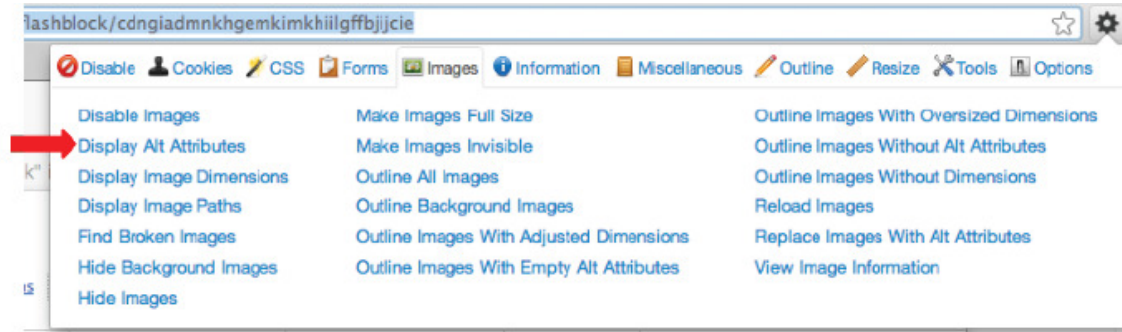 flashblock/cdngiadmnkhgemkimkhiilgffbjijcie
Disable Cookies CSS Forms Images Information Miscellaneous Outline Resize Tools Options
Disable Images Make Images Full Size Outline Images With Oversized Dimensions
Display Alt Attributes Make Images Invisible Outline Images Without Alt Attributes
k"
Display Image Dimensions Outline All Images Outline Images Without Dimensions
Display Image Paths Outline Background Images Reload Images
Find Broken Images Outline Images With Adjusted Dimensions Replace Images With Alt Attributes
Hide Background Images Outline Images With Empty Alt Attributes View Image Information
s
Hide Images